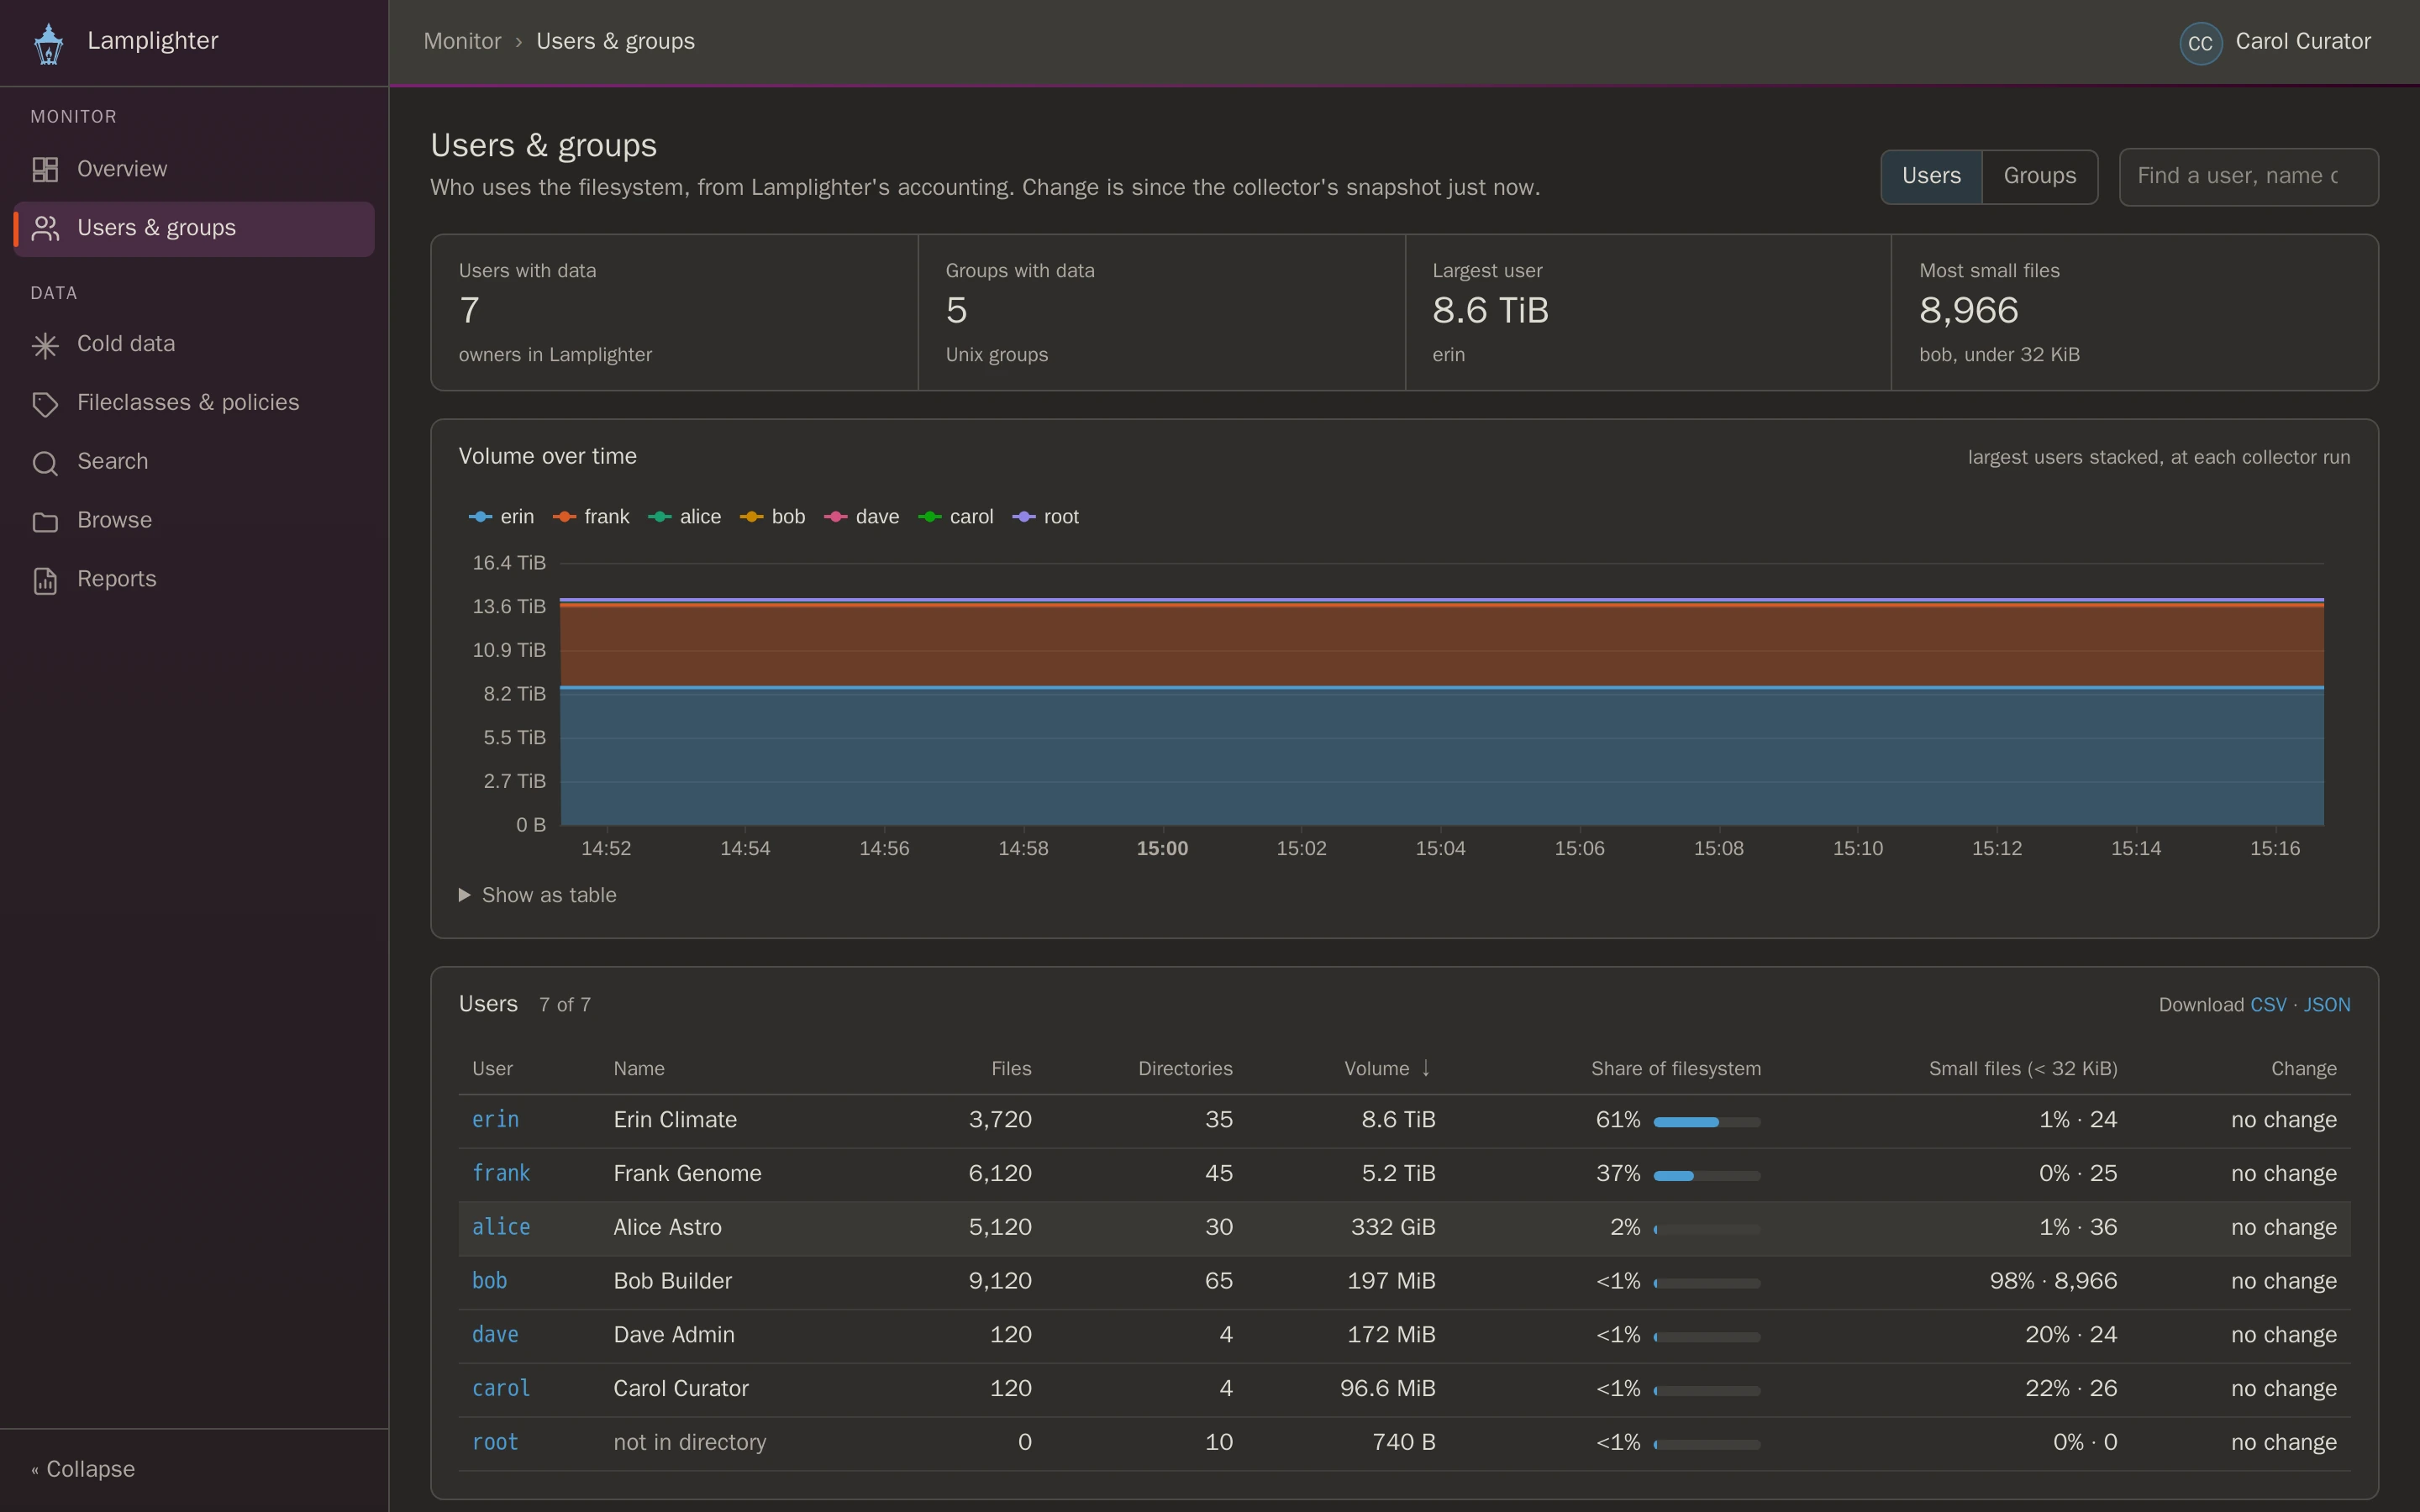 Lamplighter
Monitor › Users & groups
CC Carol Curator
MONITOR
Overview
Users & groups
DATA
Cold data
Fileclasses & policies
Search
Browse
Reports
« Collapse
Users & groups
Who uses the filesystem, from Lamplighter's accounting. Change is since the collector's snapshot just now.
Users Groups
Find a user, name
Users with data
7
owners in Lamplighter
Groups with data
5
Unix groups
Largest user
8.6 TiB
erin
Most small files
8,966
bob, under 32 KiB
Volume over time
largest users stacked, at each collector run
erin frank alice bob dave carol root
16.4 TiB
13.6 TiB
10.9 TiB
8.2 TiB
5.5 TiB
2.7 TiB
0 B
14:52 14:54 14:56 14:58 15:00 15:02 15:04 15:06 15:08 15:10 15:12 15:14 15:16
▶ Show as table
Users 7 of 7
Download CSV · JSON
User Name Files Directories Volume ↓ Share of filesystem Small files (< 32 KiB) Change
erin Erin Climate 3,720 35 8.6 TiB 61% 1% · 24 no change
frank Frank Genome 6,120 45 5.2 TiB 37% 0% · 25 no change
alice Alice Astro 5,120 30 332 GiB 2% 1% · 36 no change
bob Bob Builder 9,120 65 197 MiB <1% 98% · 8,966 no change
dave Dave Admin 120 4 172 MiB <1% 20% · 24 no change
carol Carol Curator 120 4 96.6 MiB <1% 22% · 26 no change
root not in directory 0 10 740 B <1% 0% · 0 no change